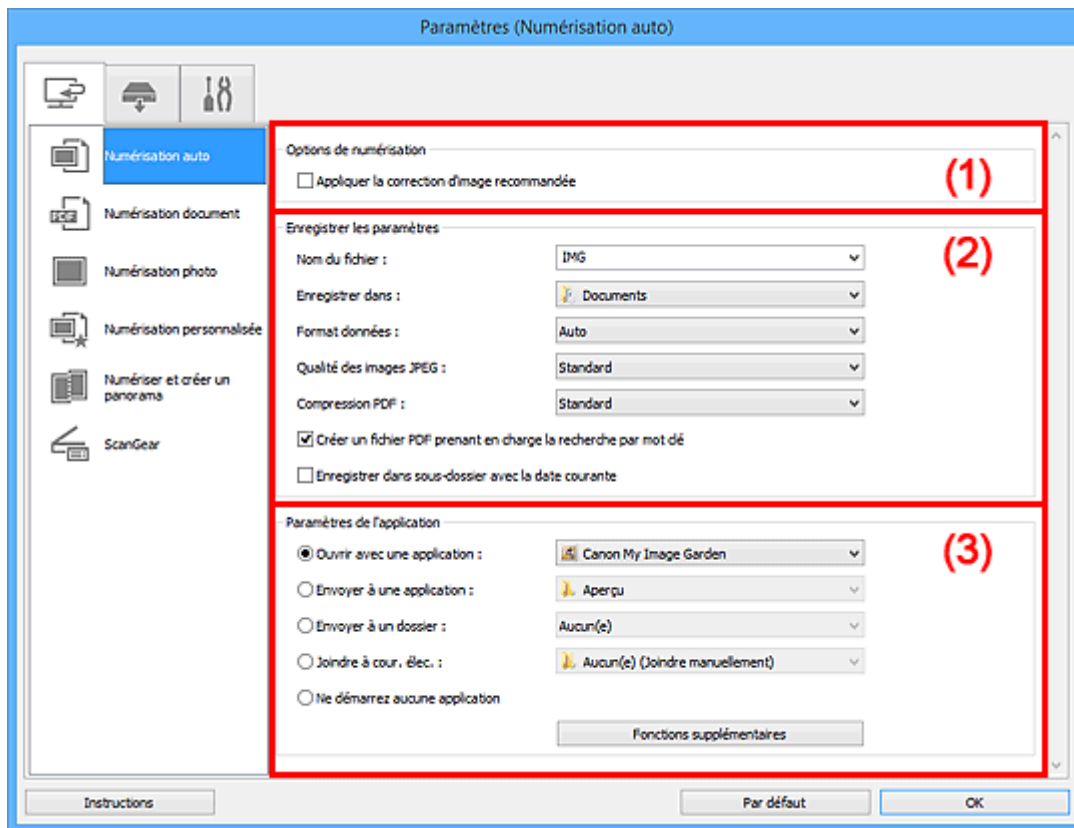 Paramètres (Numérisation auto)
Numérisation auto
Numérisation document
Numérisation photo
Numérisation personnalisée
Numériser et créer un
panorama
ScanGear
Options de numérisation
Appliquer la correction d'image recommandée
(1)
Enregistrer les paramètres
(2)
Nom du fichier : IMG
Enregistrer dans : Documents
Format données : Auto
Qualité des images JPEG : Standard
Compression PDF : Standard
Créer un fichier PDF prenant en charge la recherche par mot clé
Enregistrer dans sous-dossier avec la date courante
Paramètres de l'application
(3)
Ouvrir avec une application : Canon My Image Garden
Envoyer à une application : Aperçu
Envoyer à un dossier : Aucun(e)
Joindre à cour. élec. : Aucun(e) (Joindre manuellement)
Ne démarrez aucune application
Fonctions supplémentaires
Instructions
Par défaut
OK